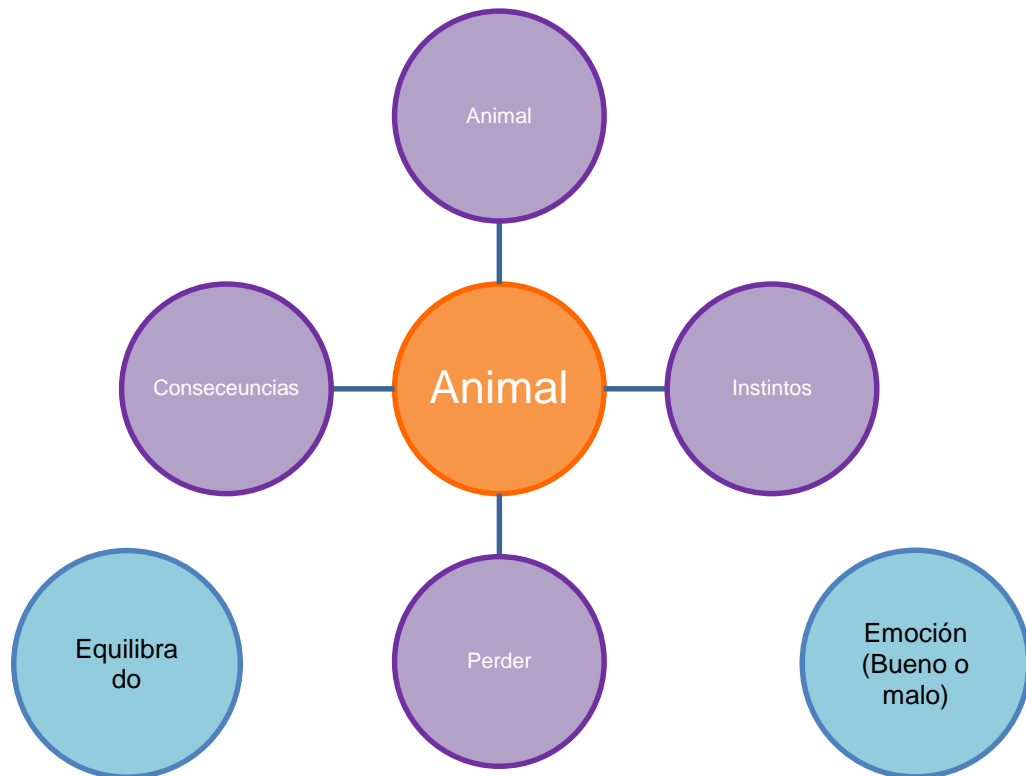 Animal
Conseceuncias
Animal
Instintos
Equilibra
do
Perder
Emoción
(Bueno o
malo)